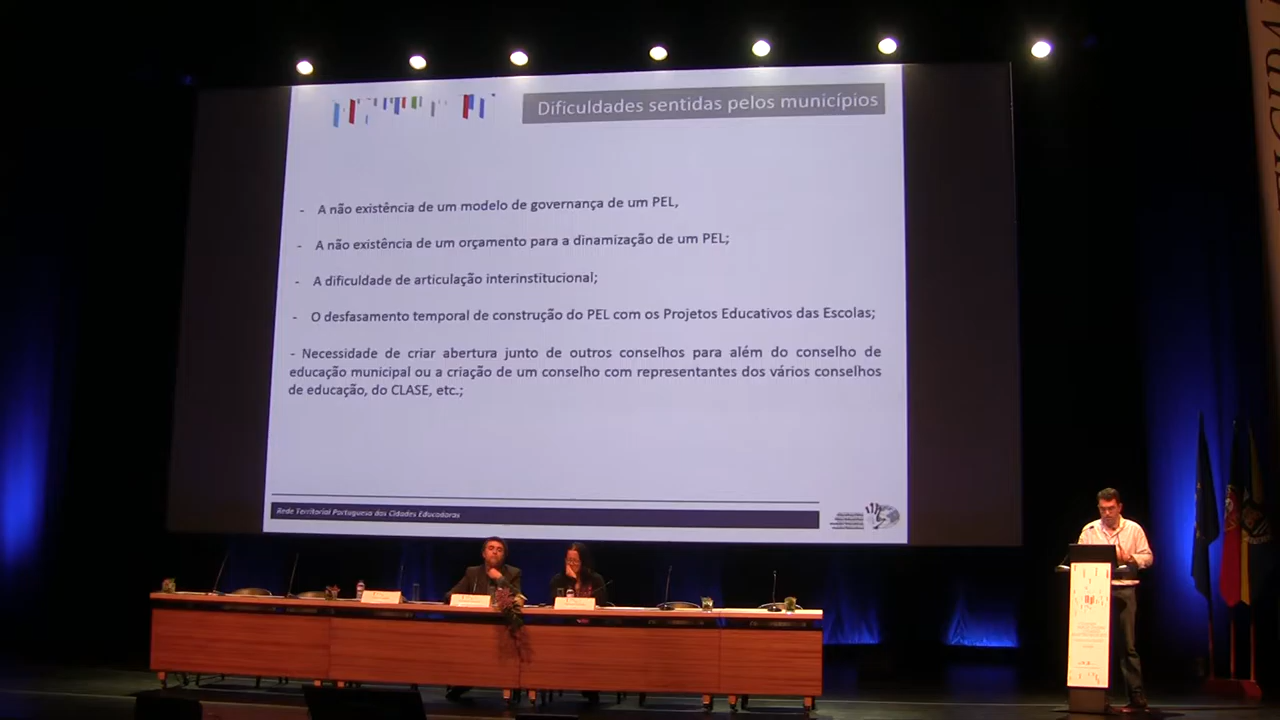 Dificuldades sentidas pelos municípios
- A não existência de um modelo de governança de um PEL,
- A não existência de um orçamento para a dinamização de um PEL;
- A dificuldade de articulação interinstitucional;
- O desfasamento temporal de construção do PEL com os Projetos Educativos das Escolas;
- Necessidade de criar abertura junto de outros conselhos para além do conselho de
educação municipal ou a criação de um conselho com representantes dos vários conselhos
de educação, do CLASE, etc.;
Rede Territorial Portuguesa das Cidades Educadoras